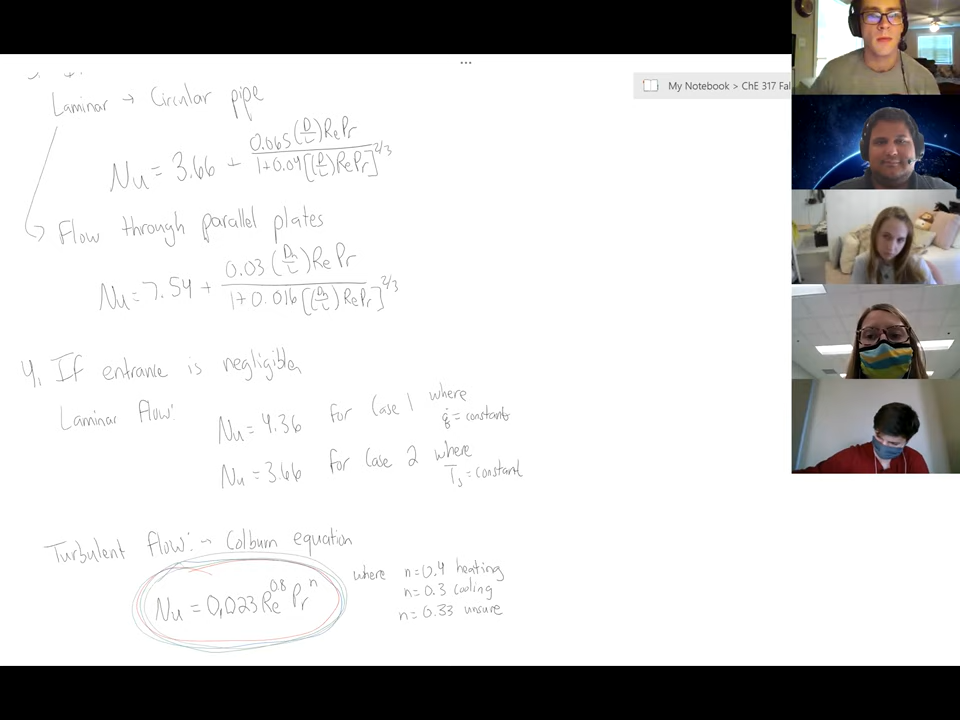 My Notebook > ChE 317 Fal
Laminar → Circular pipe
Nu = 3.66 + 0.065 (D/L) Re Pr / 1+0.04 [(D/L) Re Pr]^2/3
Flow through parallel plates
Nu = 7.54 + 0.03 (Dh/L) Re Pr / 1+0.016 [(Dh/L) Re Pr]^2/3
4. If entrance is negligible
Laminar flow: Nu = 4.36 for Case 1 where q̇ = constant
Nu = 3.66 for Case 2 where Ts = constant
Turbulent flow: → Colburn equation
Nu = 0.023 Re^0.8 Pr^n
where n=0.4 heating
n=0.3 cooling
n=0.33 unsure